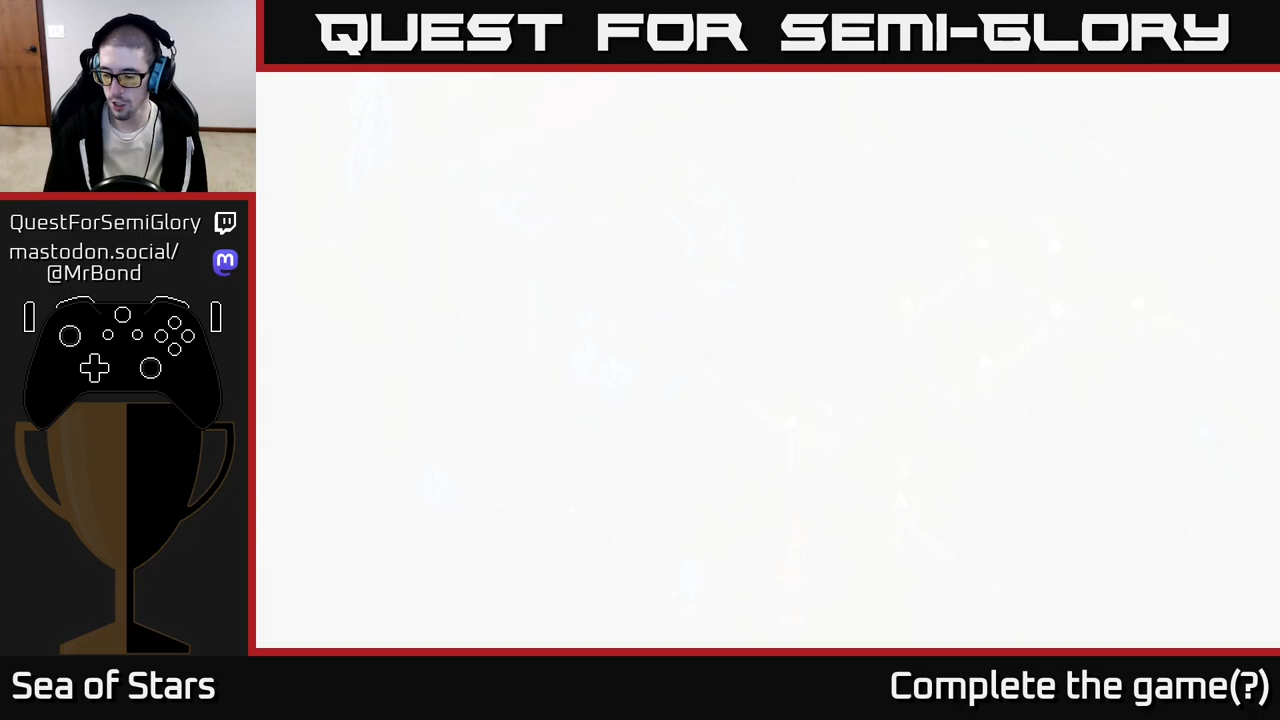 QUEST FOR SEMI-GLORY
QuestForSemiGlory
mastodon.social/
@MrBond
Sea of Stars
Complete the game(?)